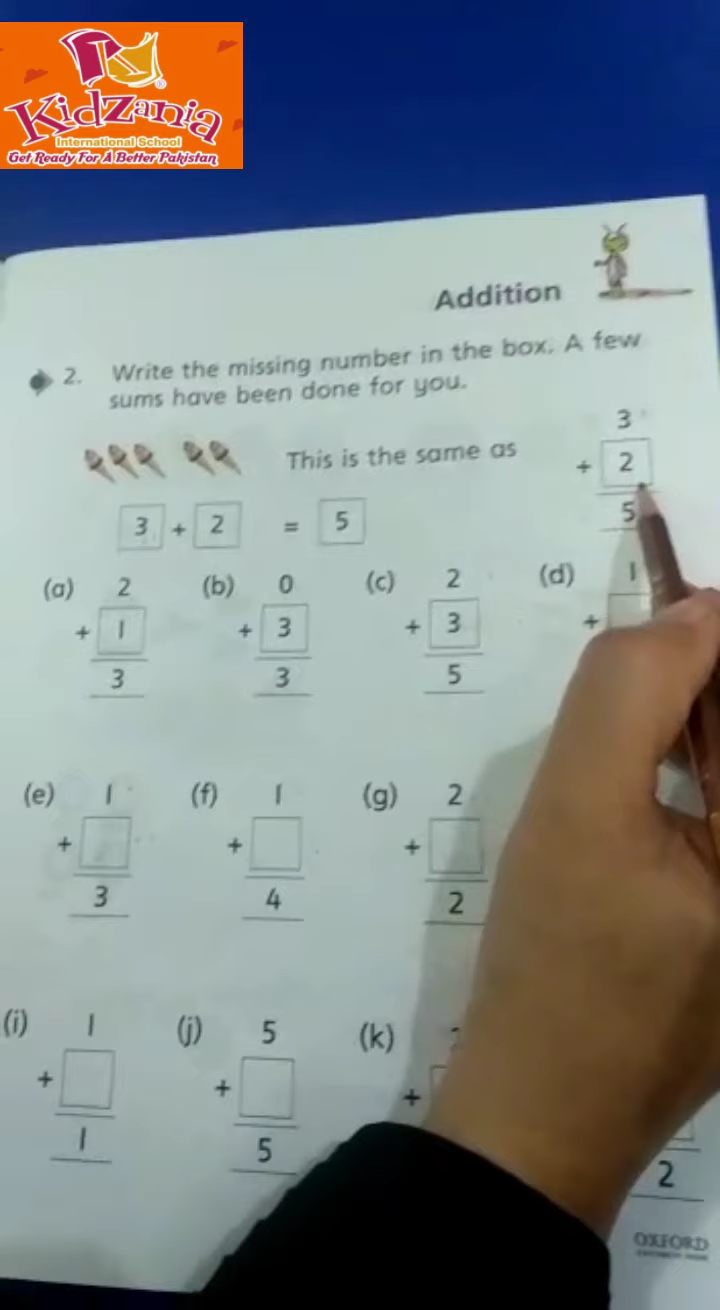 KidZania
International School
Get Ready For A Better Pakistan
Addition
2. Write the missing number in the box. A few
sums have been done for you.
This is the same as
3
+ 2
5
3 + 2 = 5
(a) 2
+ 1
3
(b) 0
+ 3
3
(c) 2
+ 3
5
(d) 1
+
(e) 1
+
3
(f) 1
+
4
(g) 2
+
2
(i) 1
+
1
(j) 5
+
5
(k)
+
2
OXFORD